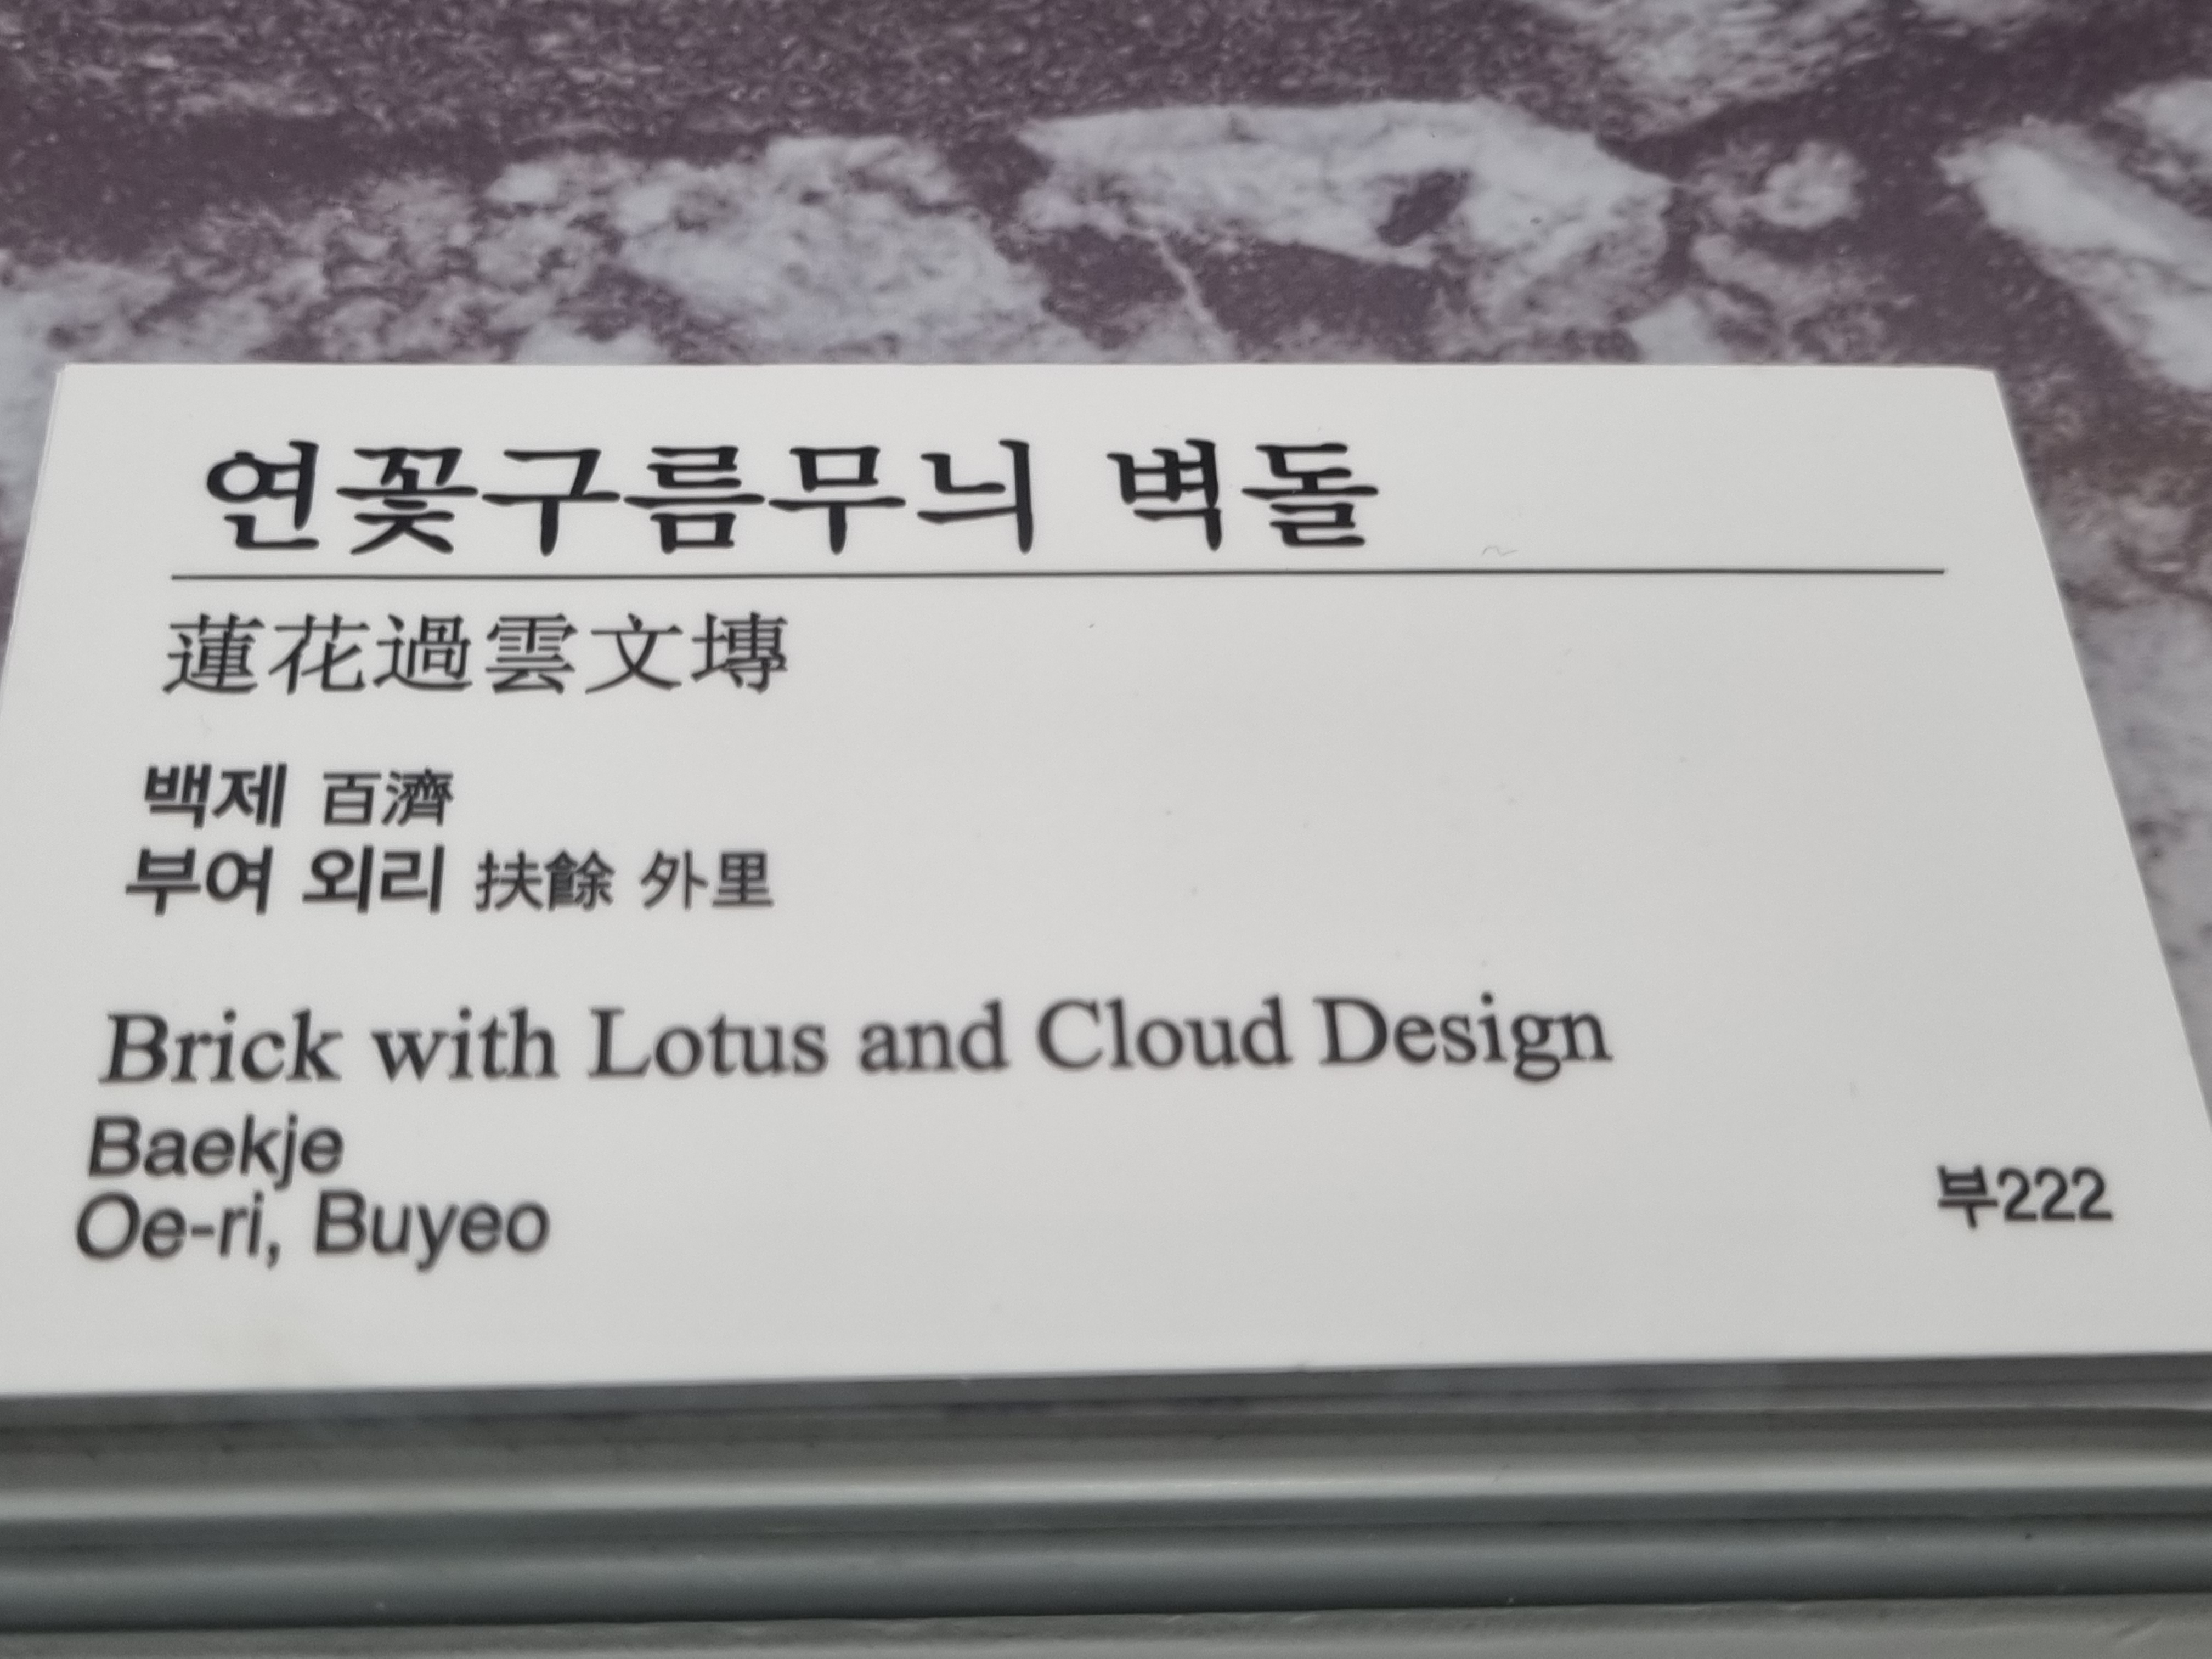 연꽃구름무늬 벽돌
蓮花過雲文塼
백제 百濟
부여 외리 扶餘 外里
Brick with Lotus and Cloud Design
Baekje
Oe-ri, Buyeo
부222